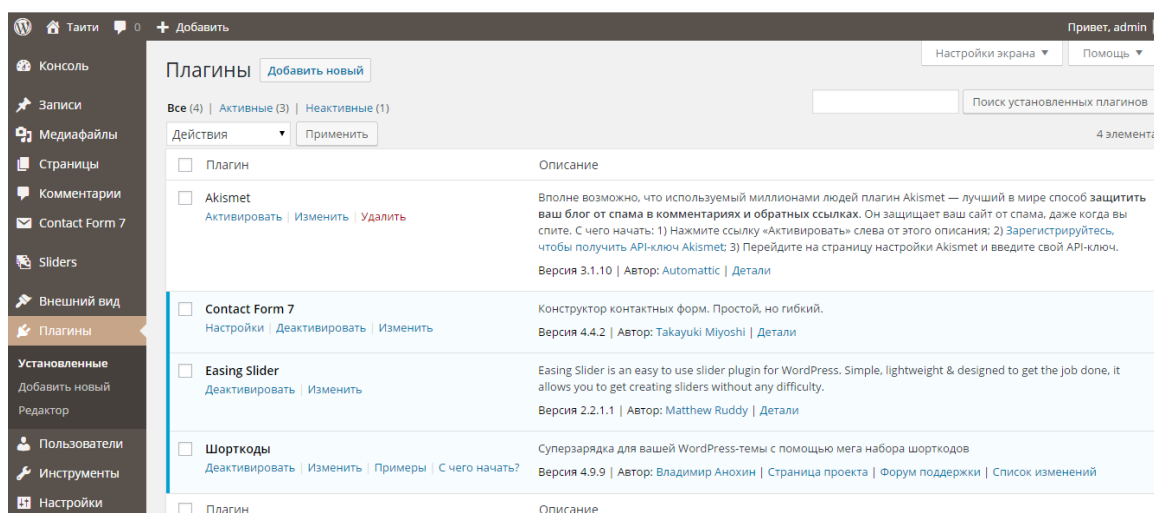 Таити 0 Добавить Привет, admin
Консоль
Записи
Медиафайлы
Страницы
Комментарии
Contact Form 7
Sliders
Внешний вид
Плагины
Установленные
Добавить новый
Редактор
Пользователи
Инструменты
Настройки
Настройки экрана ▼ Помощь ▼
Плагины Добавить новый
Все (4) | Активные (3) | Неактивные (1) Поиск установленных плагинов
Действия ▼ Применить 4 элемента
Плагин Описание
Akismet
Активировать | Изменить | Удалить
Вполне возможно, что используемый миллионами людей плагин Akismet — лучший в мире способ защитить
ваш блог от спама в комментариях и обратных ссылках. Он защищает ваш сайт от спама, даже когда вы
спите. С чего начать: 1) Нажмите ссылку «Активировать» слева от этого описания; 2) Зарегистрируйтесь,
чтобы получить API-ключ Akismet; 3) Перейдите на страницу настройки Akismet и введите свой API-ключ.
Версия 3.1.10 | Автор: Automattic | Детали
Contact Form 7
Настройки | Деактивировать | Изменить
Конструктор контактных форм. Простой, но гибкий.
Версия 4.4.2 | Автор: Takayuki Miyoshi | Детали
Easing Slider
Деактивировать | Изменить
Easing Slider is an easy to use slider plugin for WordPress. Simple, lightweight & designed to get the job done, it
allows you to get creating sliders without any difficulty.
Версия 2.2.1.1 | Автор: Matthew Ruddy | Детали
Шорткоды
Деактивировать | Изменить | Примеры | С чего начать?
Суперзарядка для вашей WordPress-темы с помощью мега набора шорткодов
Версия 4.9.9 | Автор: Владимир Анохин | Страница проекта | Форум поддержки | Список изменений
Плагин Описание